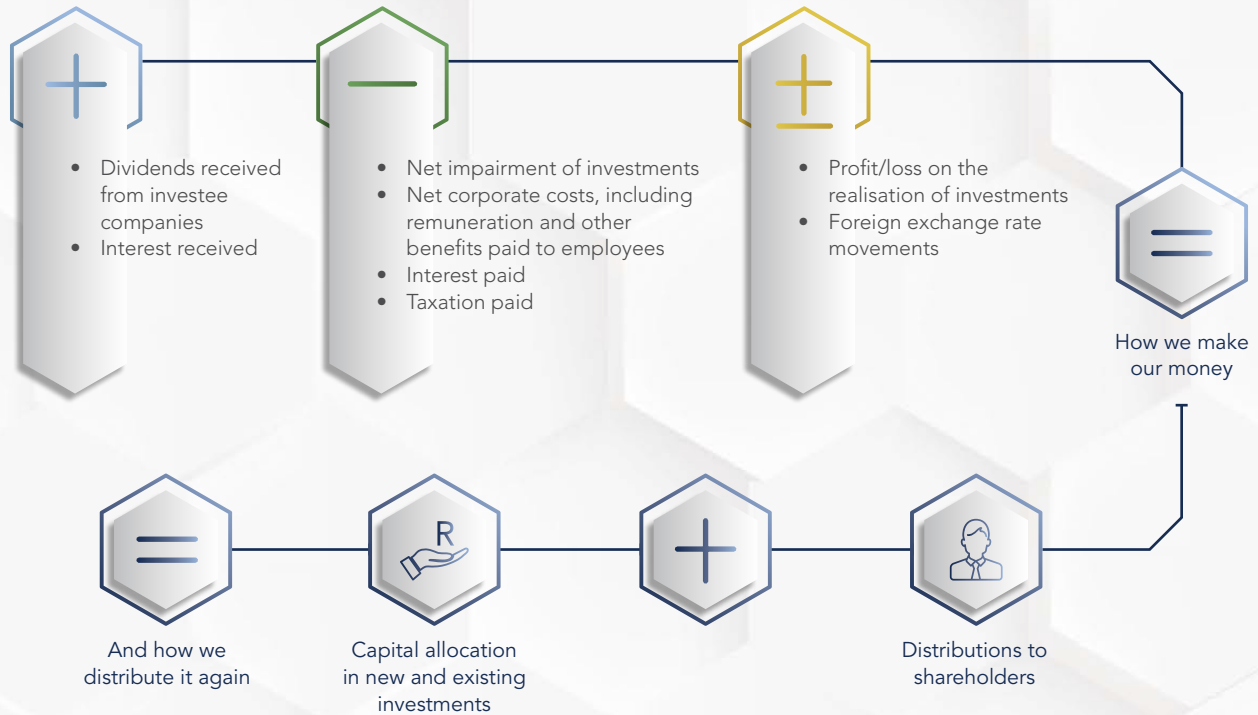 • Dividends received
from investee
companies
• Interest received
• Net impairment of investments
• Net corporate costs, including
remuneration and other
benefits paid to employees
• Interest paid
• Taxation paid
• Profit/loss on the
realisation of investments
• Foreign exchange rate
movements
How we make
our money
R
Distributions to
shareholders
Capital allocation
in new and existing
investments
And how we
distribute it again